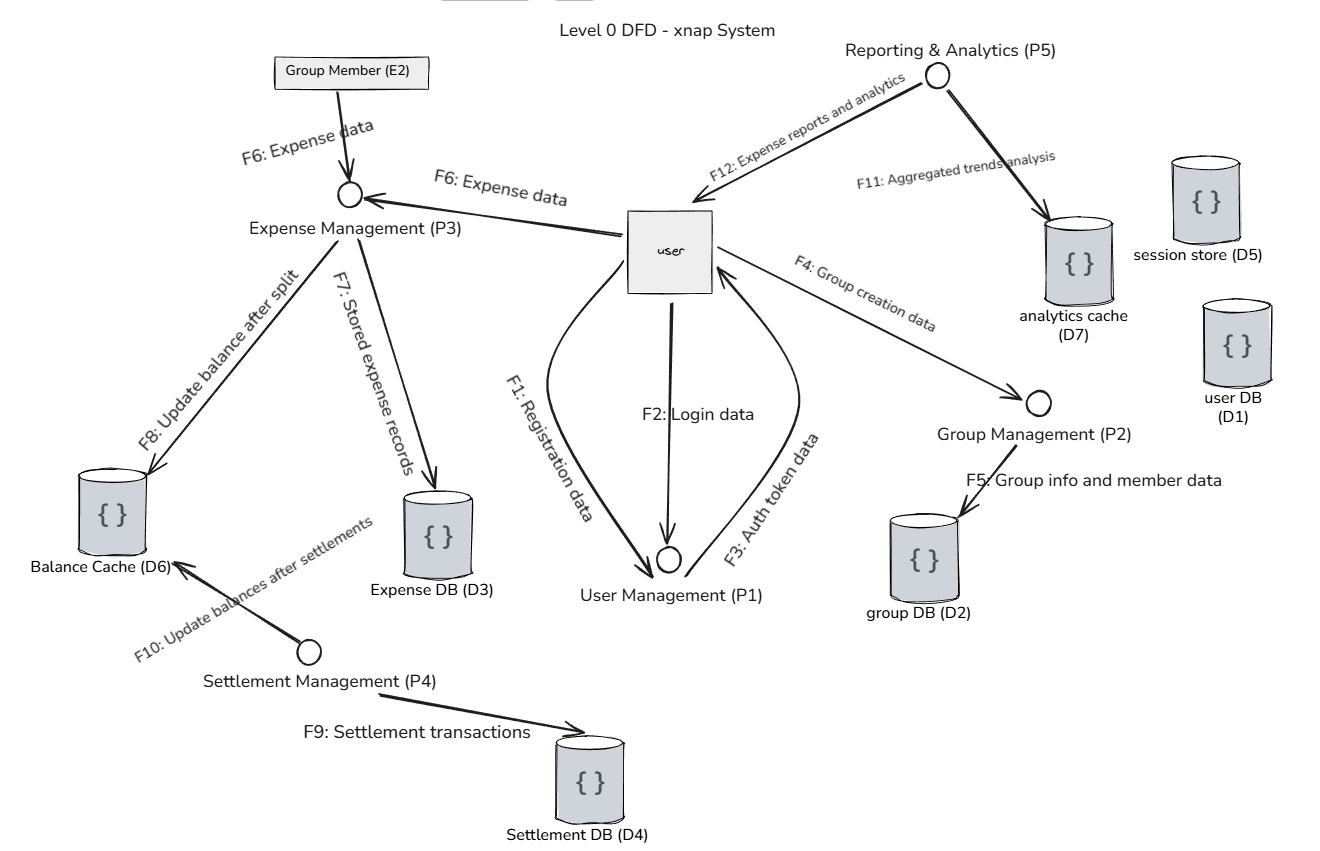 Level 0 DFD - xnap System
Reporting & Analytics (P5)
Group Member (E2)
F12: Expense reports and analytics
F6: Expense data
F11: Aggregated trends analysis
F6: Expense data
{ }
Expense Management (P3)
user
session store (D5)
F4: Group creation data
{ }
analytics cache
(D7)
F8: Update balance after split
F7: Stored expense records
{ }
user DB
(D1)
F1: Registration data
F2: Login data
F3: Auth token data
Group Management (P2)
F5: Group info and member data
{ }
Balance Cache (D6)
{ }
Expense DB (D3)
{ }
group DB (D2)
User Management (P1)
F10: Update balances after settlements
Settlement Management (P4)
F9: Settlement transactions
{ }
Settlement DB (D4)